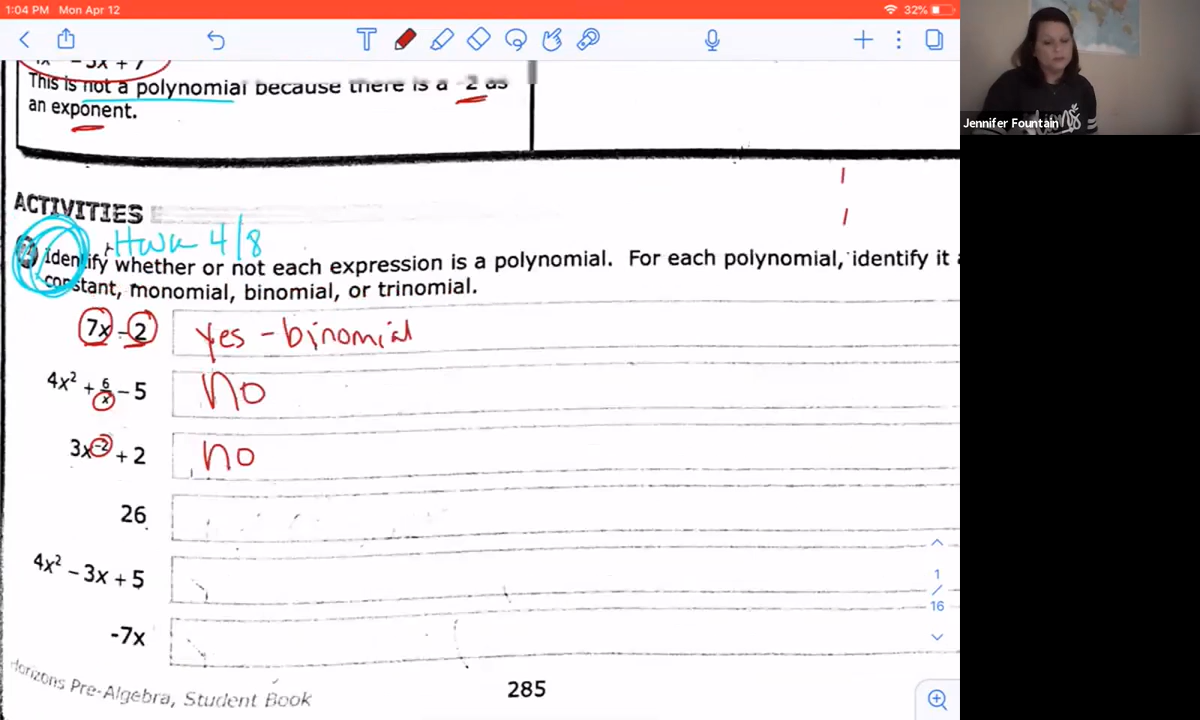 1:04 PM Mon Apr 12
32%
This is not a polynomial because there is a -2 as
an exponent.
ACTIVITIES
Hwk 4/8
Identify whether or not each expression is a polynomial. For each polynomial, identify it
constant, monomial, binomial, or trinomial.
7x - 2 yes - binomial
4x² + 6/x - 5 no
3x⁻² + 2 no
26
4x² - 3x + 5
-7x
Horizons Pre-Algebra, Student Book
285
1
/
16
Jennifer Fountain